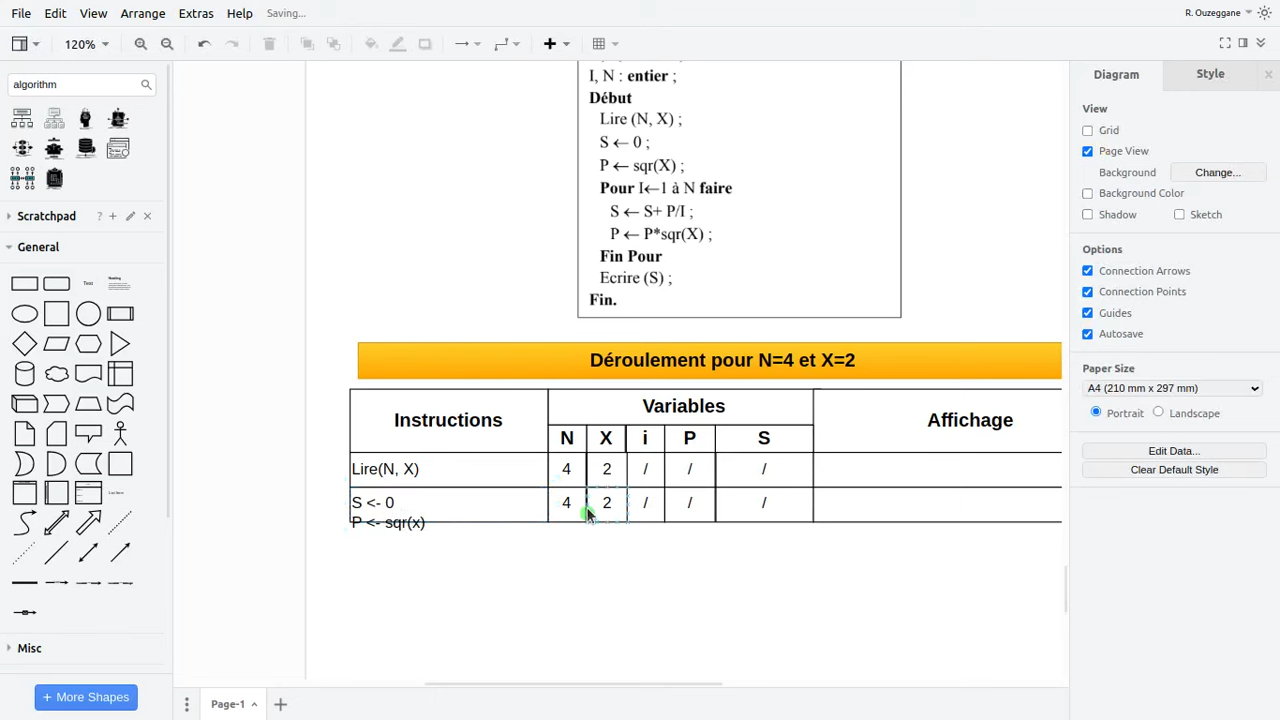 File Edit View Arrange Extras Help Saving... R. Ouzeggane
120%
algorithm
Scratchpad ?
General
Text
Heading
List Item
Misc
+ More Shapes
I, N : entier ;
Début
Lire (N, X) ;
S ← 0 ;
P ← sqr(X) ;
Pour I←1 à N faire
S ← S+ P/I ;
P ← P*sqr(X) ;
Fin Pour
Ecrire (S) ;
Fin.
Déroulement pour N=4 et X=2
Instructions Variables Affichage
N X i P S
Lire(N, X) 4 2 / / /
S <- 0 4 2 / / /
P <- sqr(x)
Page-1
Diagram Style
View
Grid
Page View
Background Change...
Background Color
Shadow Sketch
Options
Connection Arrows
Connection Points
Guides
Autosave
Paper Size
A4 (210 mm x 297 mm)
Portrait Landscape
Edit Data...
Clear Default Style